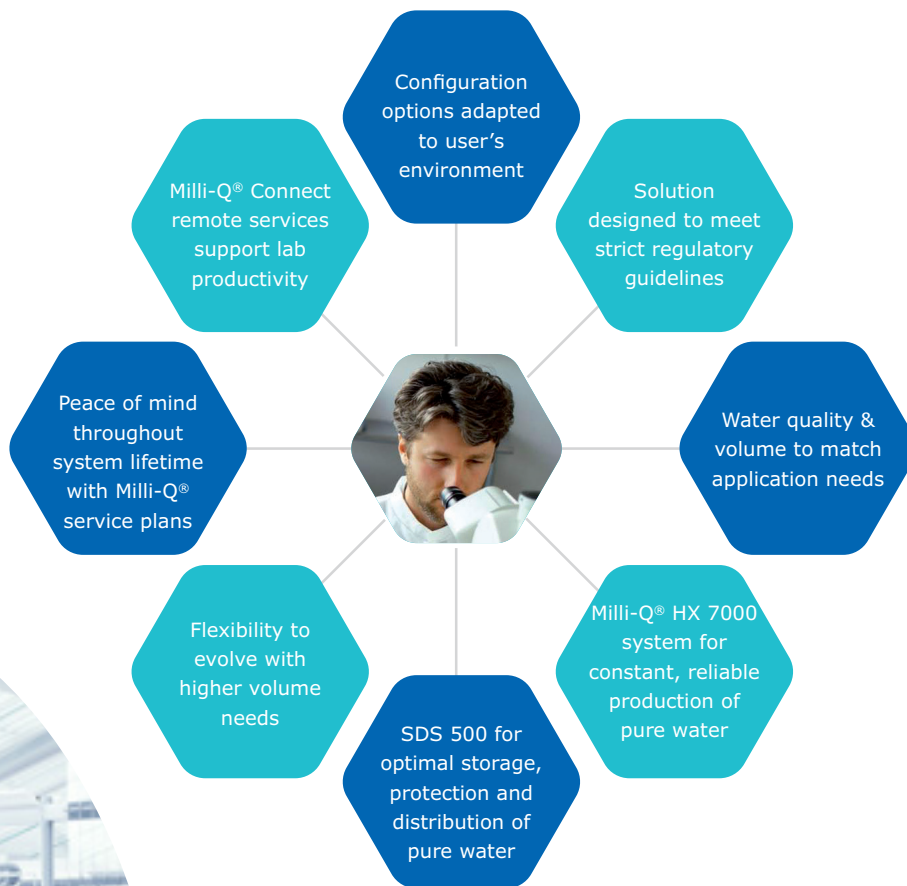 Configuration
options adapted
to user’s
environment
Solution
designed to meet
strict regulatory
guidelines
Water quality &
volume to match
application needs
Milli-Q® HX 7000
system for
constant, reliable
production of
pure water
SDS 500 for
optimal storage,
protection and
distribution of
pure water
Flexibility to
evolve with
higher volume
needs
Peace of mind
throughout
system lifetime
with Milli-Q®
service plans
Milli-Q® Connect
remote services
support lab
productivity